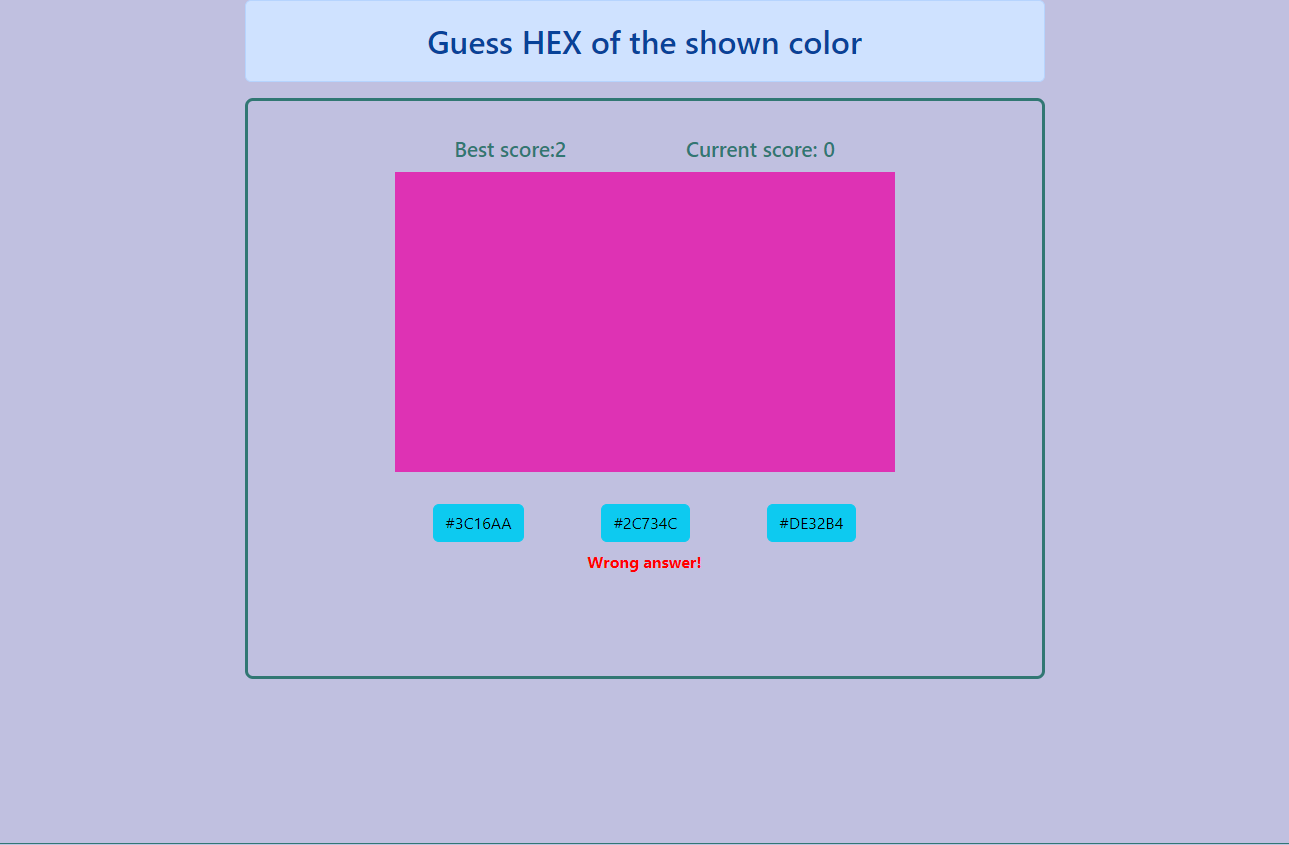 Guess HEX of the shown color
Best score:2 Current score: 0
#3C16AA #2C734C #DE32B4
Wrong answer!